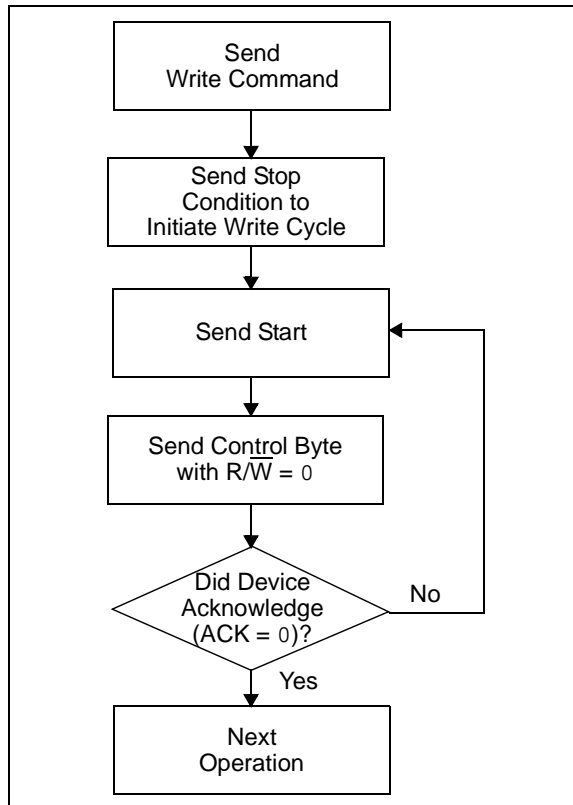 Send
Write Command
Send Stop
Condition to
Initiate Write Cycle
Send Start
Send Control Byte
with R/W̅ = 0
Did Device
Acknowledge
(ACK = 0)?
No
Yes
Next
Operation